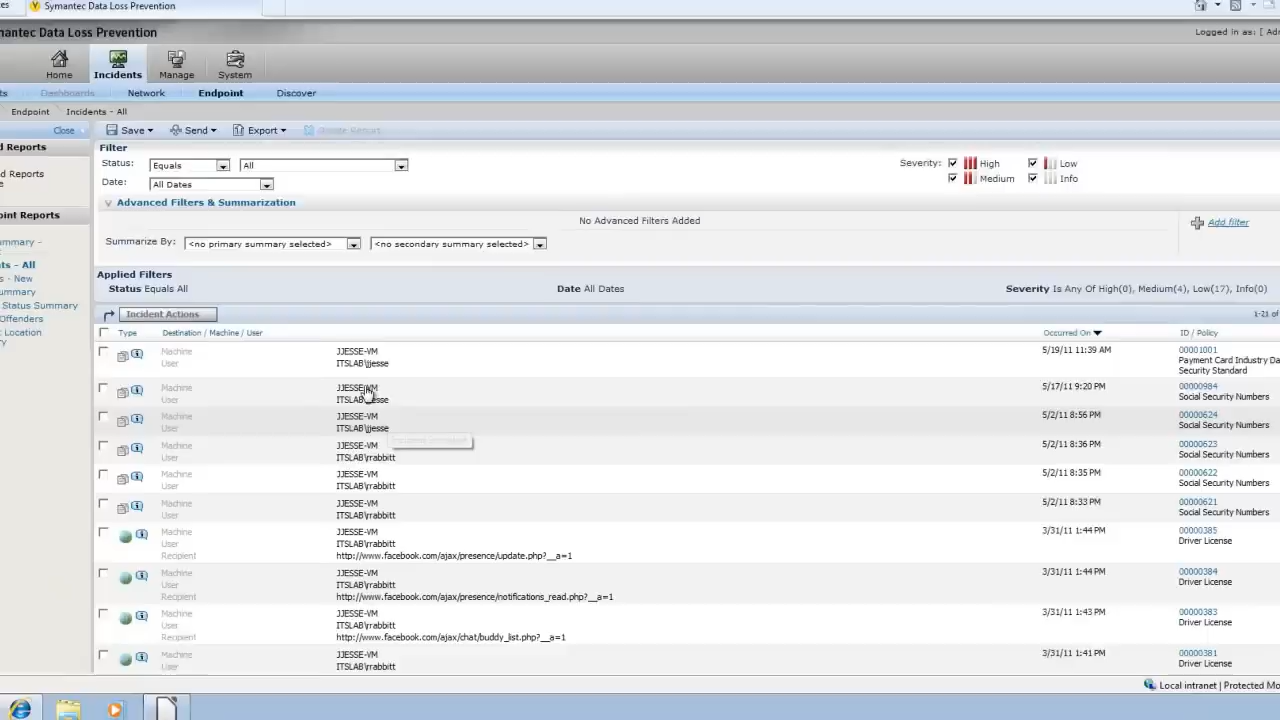 Symantec Data Loss Prevention
mantec Data Loss Prevention
Logged in as: [ Adm
Home Incidents Manage System
ts Dashboards Network Endpoint Discover
Endpoint Incidents - All
Close Save Send Export
d Reports
Filter
Status: Equals All
Severity: High Low
d Reports
Date: All Dates
Medium Info
Advanced Filters & Summarization
oint Reports
No Advanced Filters Added
Add filter
ummary -
Summarize By: <no primary summary selected> <no secondary summary selected>
ts - All
s - New
Applied Filters
ummary
Status Equals All Date All Dates Severity Is Any Of High(0), Medium(4), Low(17), Info(0)
Status Summary
Offenders
Incident Actions
1-21 of
t Location
Type Destination / Machine / User Occurred On ID / Policy
y
Machine JJESSE-VM 5/19/11 11:39 AM 00001001
User ITSLAB\jjesse Payment Card Industry Da
Security Standard
Machine JJESSE-VM 5/17/11 9:20 PM 00000984
User Social Security Numbers
Machine JJESSE-VM 5/2/11 8:56 PM 00000624
User ITSLAB\jjesse Social Security Numbers
Machine JJESSE-VM 5/2/11 8:36 PM 00000623
User ITSLAB\rrabbitt Social Security Numbers
Machine JJESSE-VM 5/2/11 8:35 PM 00000622
User ITSLAB\rrabbitt Social Security Numbers
Machine JJESSE-VM 5/2/11 8:33 PM 00000621
User ITSLAB\rrabbitt Social Security Numbers
Machine JJESSE-VM 3/31/11 1:44 PM 00000385
User ITSLAB\rrabbitt Driver License
Recipient http://www.facebook.com/ajax/presence/update.php?__a=1
Machine JJESSE-VM 3/31/11 1:44 PM 00000384
User ITSLAB\rrabbitt Driver License
Recipient http://www.facebook.com/ajax/presence/notifications_read.php?__a=1
Machine JJESSE-VM 3/31/11 1:43 PM 00000383
User ITSLAB\rrabbitt Driver License
Recipient http://www.facebook.com/ajax/chat/buddy_list.php?__a=1
Machine JJESSE-VM 3/31/11 1:41 PM 00000381
User ITSLAB\rrabbitt Driver License
Local intranet | Protected Mo